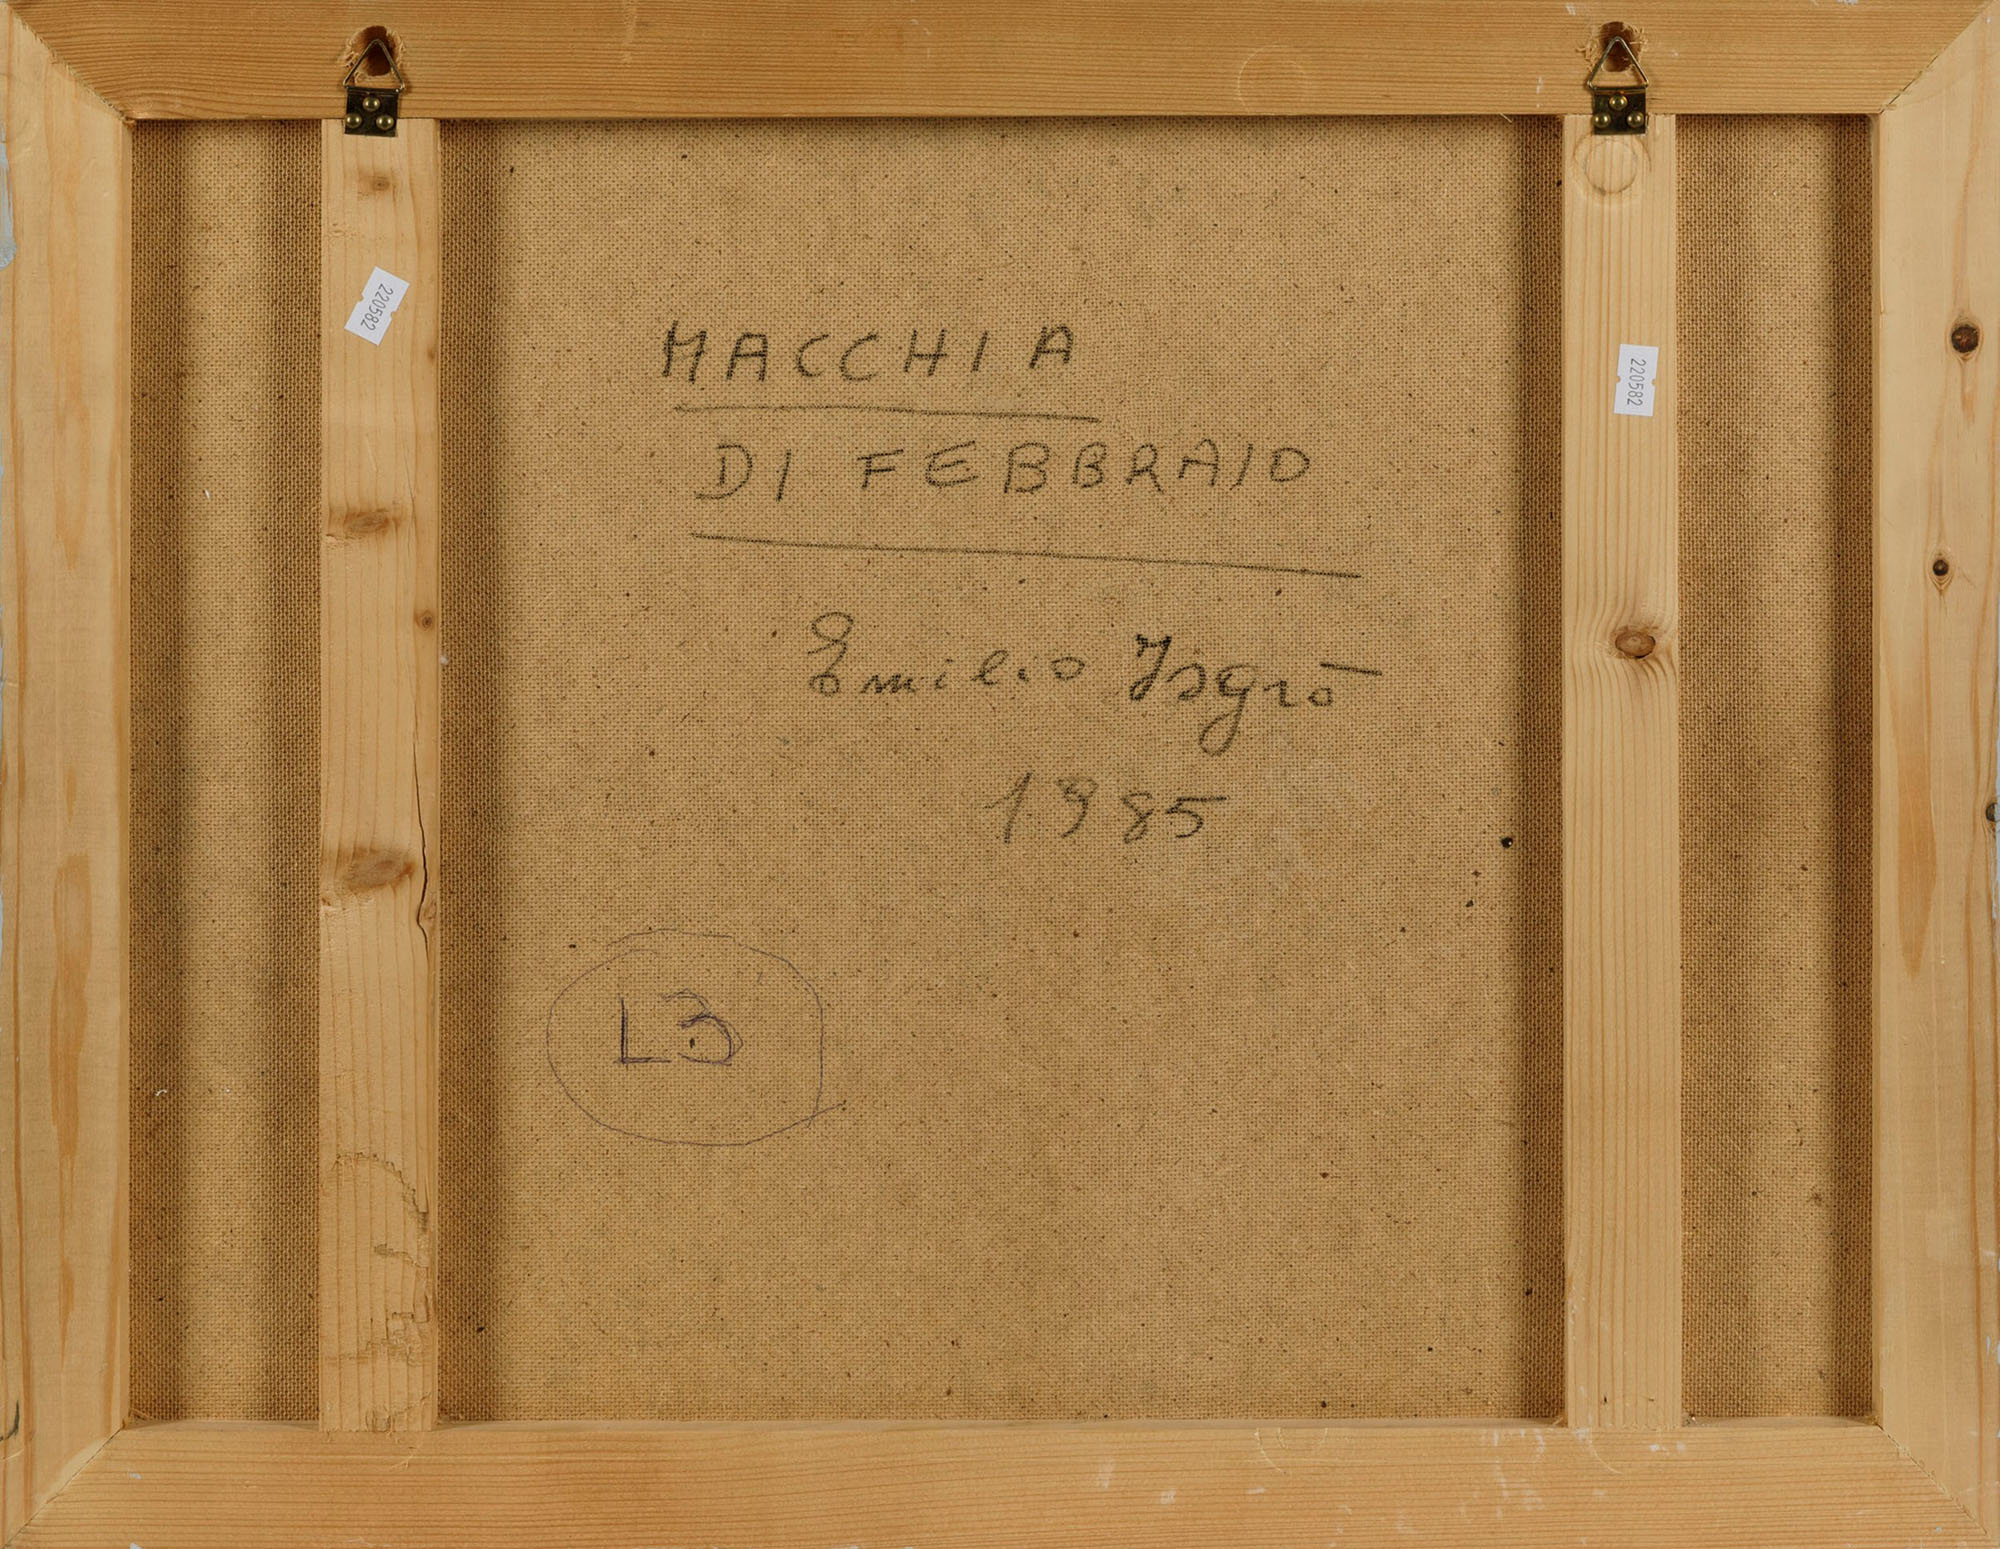 220582
220582
MACCHIA
DI FEBBRAIO
Emilio Isgrò
1985
L3